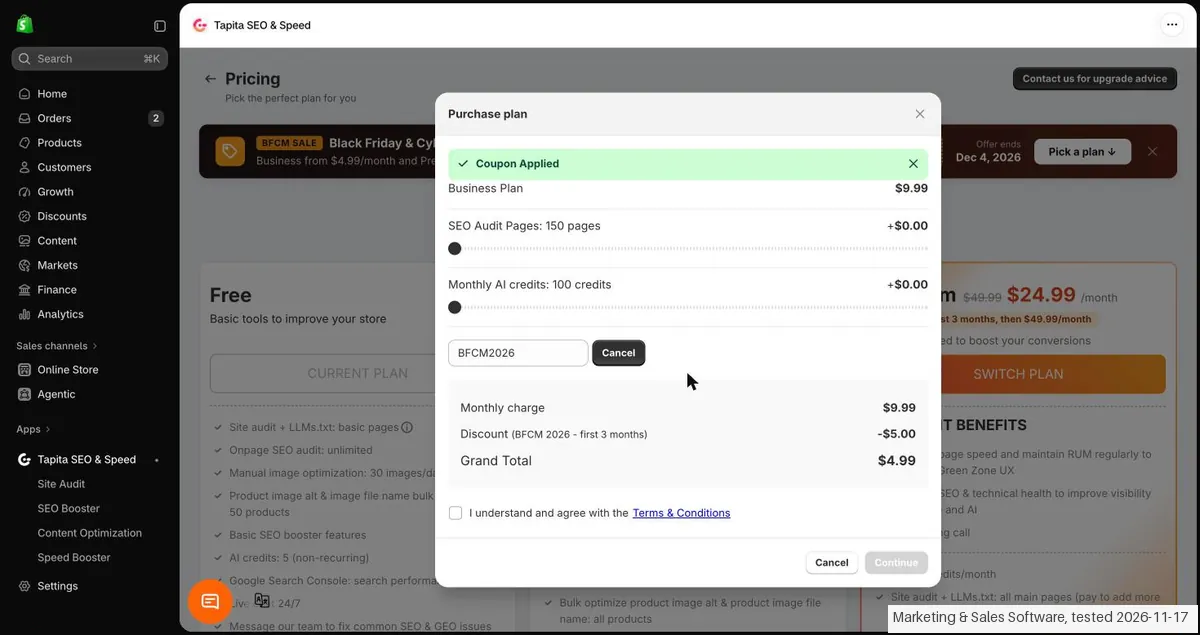 Tapita SEO & Speed
Search ⌘K
Home
Orders 2
Products
Customers
Growth
Discounts
Content
Markets
Finance
Analytics
Sales channels
Online Store
Agentic
Apps
Tapita SEO & Speed
Site Audit
SEO Booster
Content Optimization
Speed Booster
Settings
Pricing
Pick the perfect plan for you
Contact us for upgrade advice
BFCM SALE Black Friday &
Business from $4.99/month and
Offer ends
Dec 4, 2026
Pick a plan ↓
Free
Basic tools to improve your store
CURRENT PLAN
Site audit + LLMs.txt: basic pages
Onpage SEO audit: unlimited
Manual image optimization: 30
Product image alt & image file name bulk
50 products
Basic SEO booster features
AI credits: 5 (non-recurring)
Google Search Console: search
24/7
Message our team to fix common SEO & GEO issues
Purchase plan
Coupon Applied
Business Plan $9.99
SEO Audit Pages: 150 pages +$0.00
Monthly AI credits: 100 credits +$0.00
BFCM2026 Cancel
Monthly charge $9.99
Discount (BFCM 2026 - first 3 months) -$5.00
Grand Total $4.99
I understand and agree with the Terms & Conditions
Cancel Continue
Bulk optimize product image alt & product image file
name: all products
$49.99 $24.99 /month
3 months, then $49.99/month
to boost your conversions
SWITCH PLAN
BENEFITS
speed and maintain RUM regularly to
Green Zone UX
SEO & technical health to improve visibility
and AI
call
Site audit + LLMs.txt: all main pages (pay to add more
Marketing & Sales Software, tested 2026-11-17